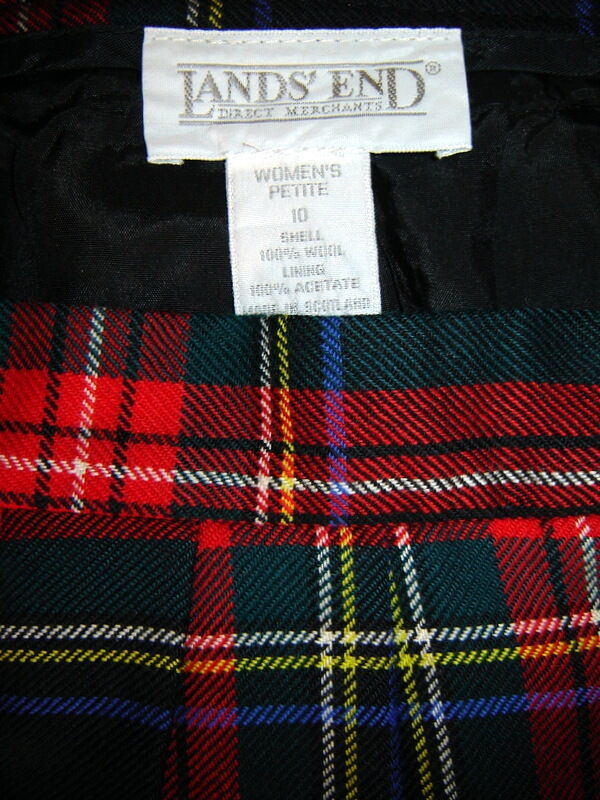 LANDS' END®
DIRECT MERCHANTS
WOMEN'S
PETITE
10
SHELL
100% WOOL
LINING
100% ACETATE
MADE IN SCOTLAND